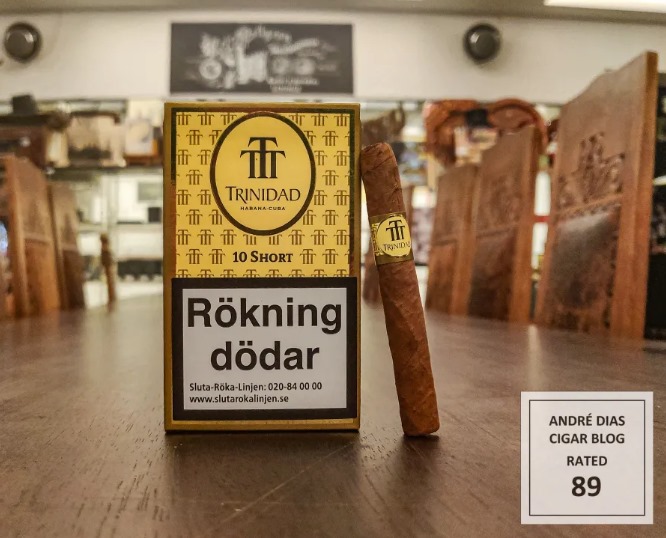 TRINIDAD
HABANA-CUBA
10 SHORT
Rökning
dödar
Sluta-Röka-Linjen: 020-84 00 00
www.slutarokalinjen.se
TRINIDAD
ANDRÉ DIAS
CIGAR BLOG
RATED
89